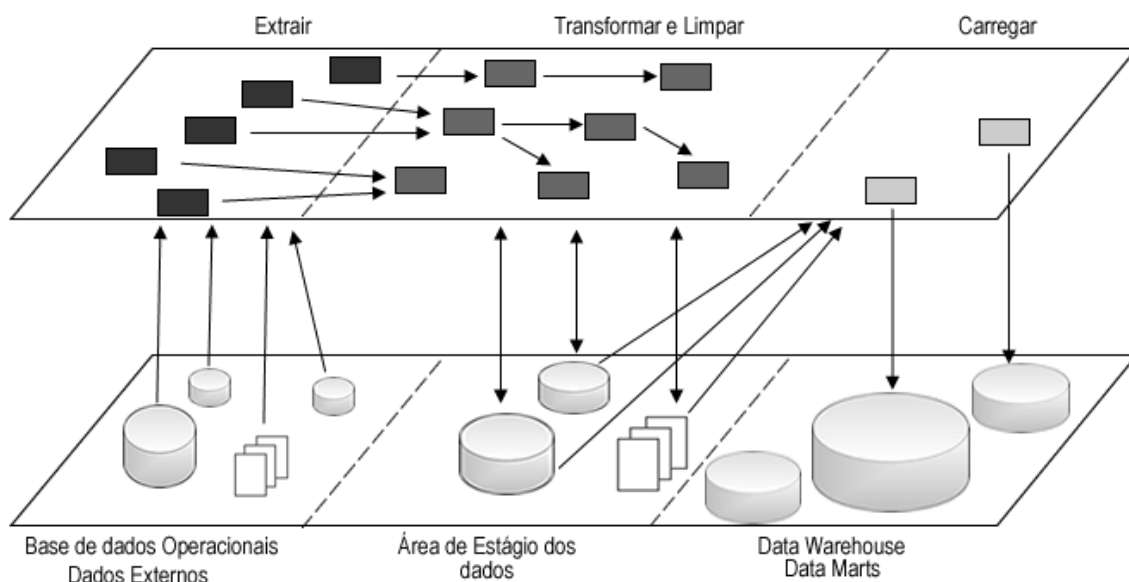 Extrair
Transformar e Limpar
Carregar
Base de dados Operacionais
Dados Externos
Área de Estágio dos
dados
Data Warehouse
Data Marts